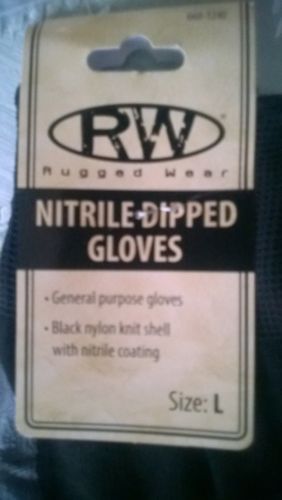 RW
Rugged Wear
NITRILE-DIPPED
GLOVES
• General purpose gloves
• Black nylon knit shell
with nitrile coating
Size: L